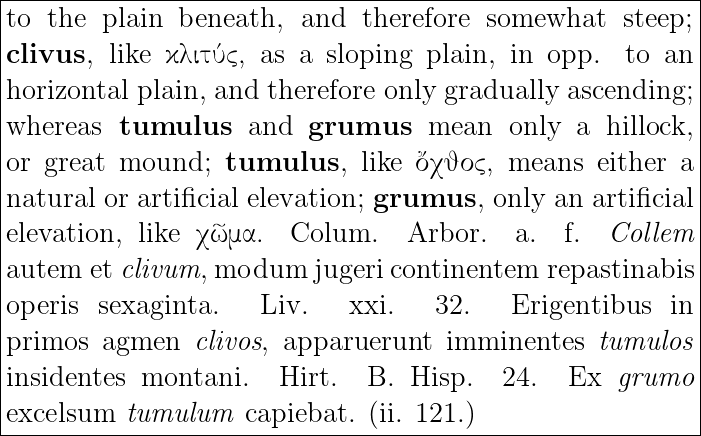 to the plain beneath, and therefore somewhat steep;
clivus, like κλιτύς, as a sloping plain, in opp. to an
horizontal plain, and therefore only gradually ascending;
whereas tumulus and grumus mean only a hillock,
or great mound; tumulus, like ὄχθος, means either a
natural or artificial elevation; grumus, only an artificial
elevation, like χῶμα. Colum. Arbor. a. f. Collem
autem et clivum, modum jugeri continentem repastinabis
operis sexaginta. Liv. xxi. 32. Erigentibus in
primos agmen clivos, apparuerunt imminentes tumulos
insidentes montani. Hirt. B. Hisp. 24. Ex grumo
excelsum tumulum capiebat. (ii. 121.)